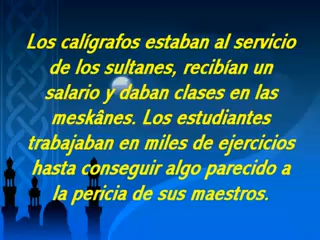 Los calígrafos estaban al servicio
de los sultanes, recibían un
salario y daban clases en las
meskânes. Los estudiantes
trabajaban en miles de ejercicios
hasta conseguir algo parecido a
la pericia de sus maestros.